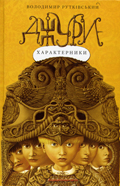 ВОЛОДИМИР РУТКІВСЬКИЙ
ДЖУРИ
ХАРАКТЕРНИКИ